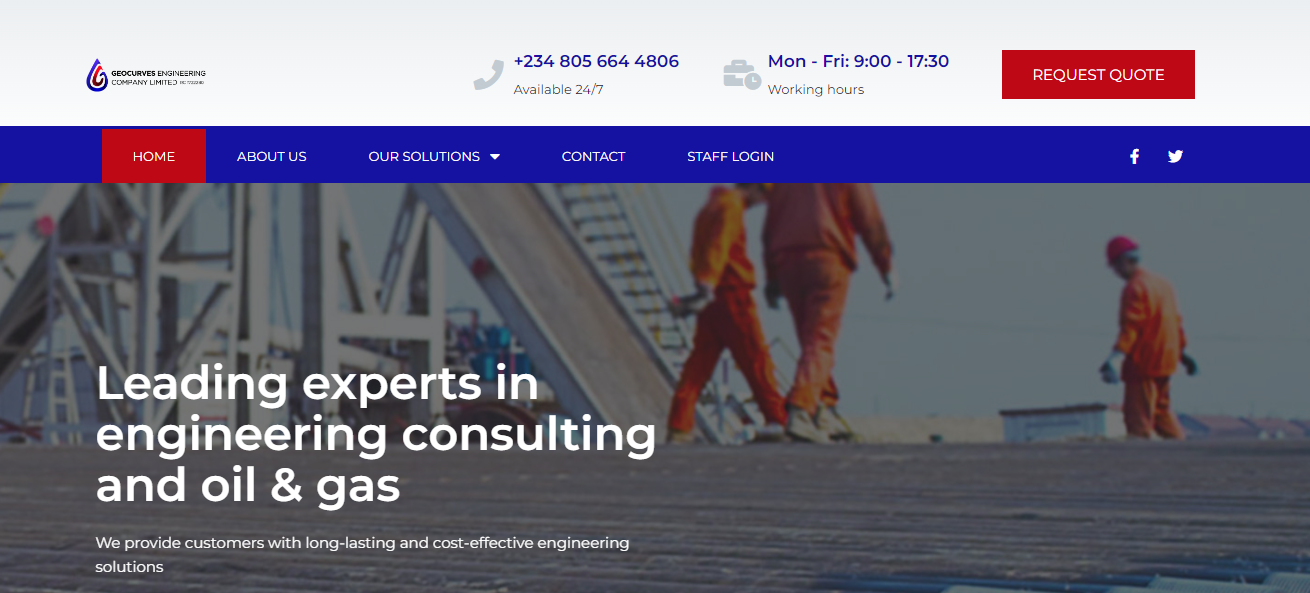 GEOCURVES ENGINEERING
COMPANY LIMITED
+234 805 664 4806
Available 24/7
Mon - Fri: 9:00 - 17:30
Working hours
REQUEST QUOTE
HOME
ABOUT US
OUR SOLUTIONS
CONTACT
STAFF LOGIN
Leading experts in
engineering consulting
and oil & gas
We provide customers with long-lasting and cost-effective engineering
solutions